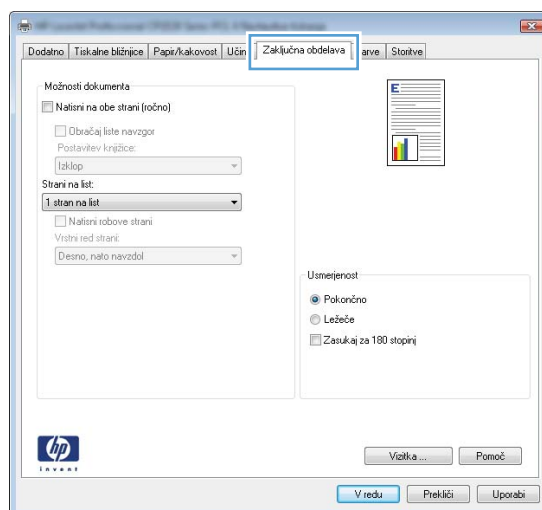 Dodatno Tiskalne bližnjice Papir/kakovost Učin Zaključna obdelava arve Storitve
Možnosti dokumenta
Natisni na obe strani (ročno)
Obračaj liste navzgor
Postavitev knjižice:
Izklop
Strani na list:
1 stran na list
Natisni robove strani
Vrstni red strani:
Desno, nato navzdol
E
Usmerjenost
Pokončno
Ležeče
Zasukaj za 180 stopinj
hp
invent
Vizitka ... Pomoč
V redu Prekliči Uporabi